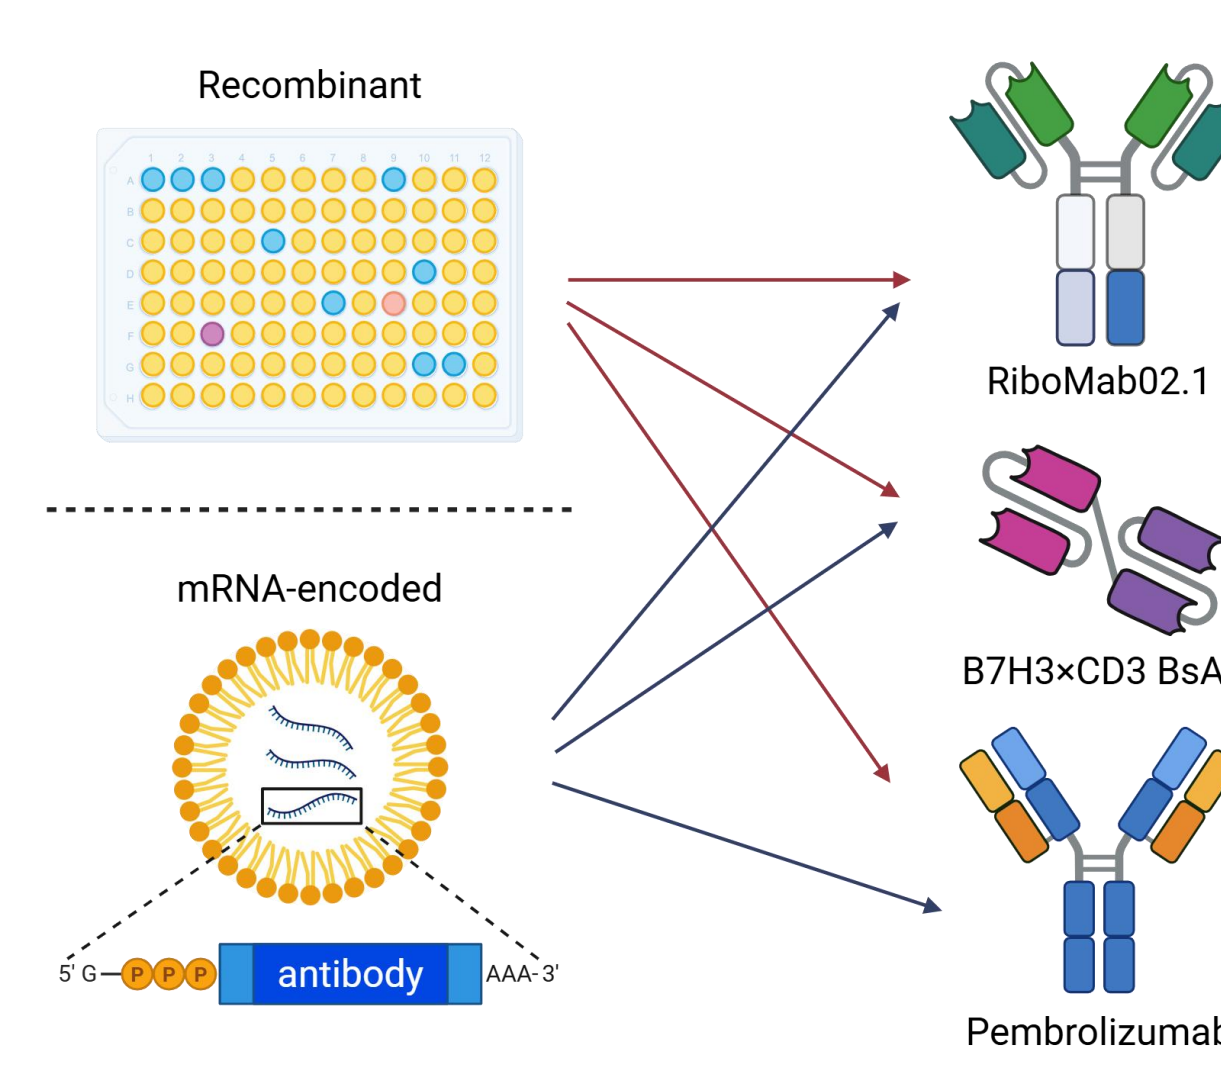 Recombinant
1 2 3 4 5 6 7 8 9 10 11 12
A
B
C
D
E
F
G
H
RiboMab02.1
mRNA-encoded
B7H3×CD3 BsA
5' G P P P antibody AAA- 3'
Pembrolizumab